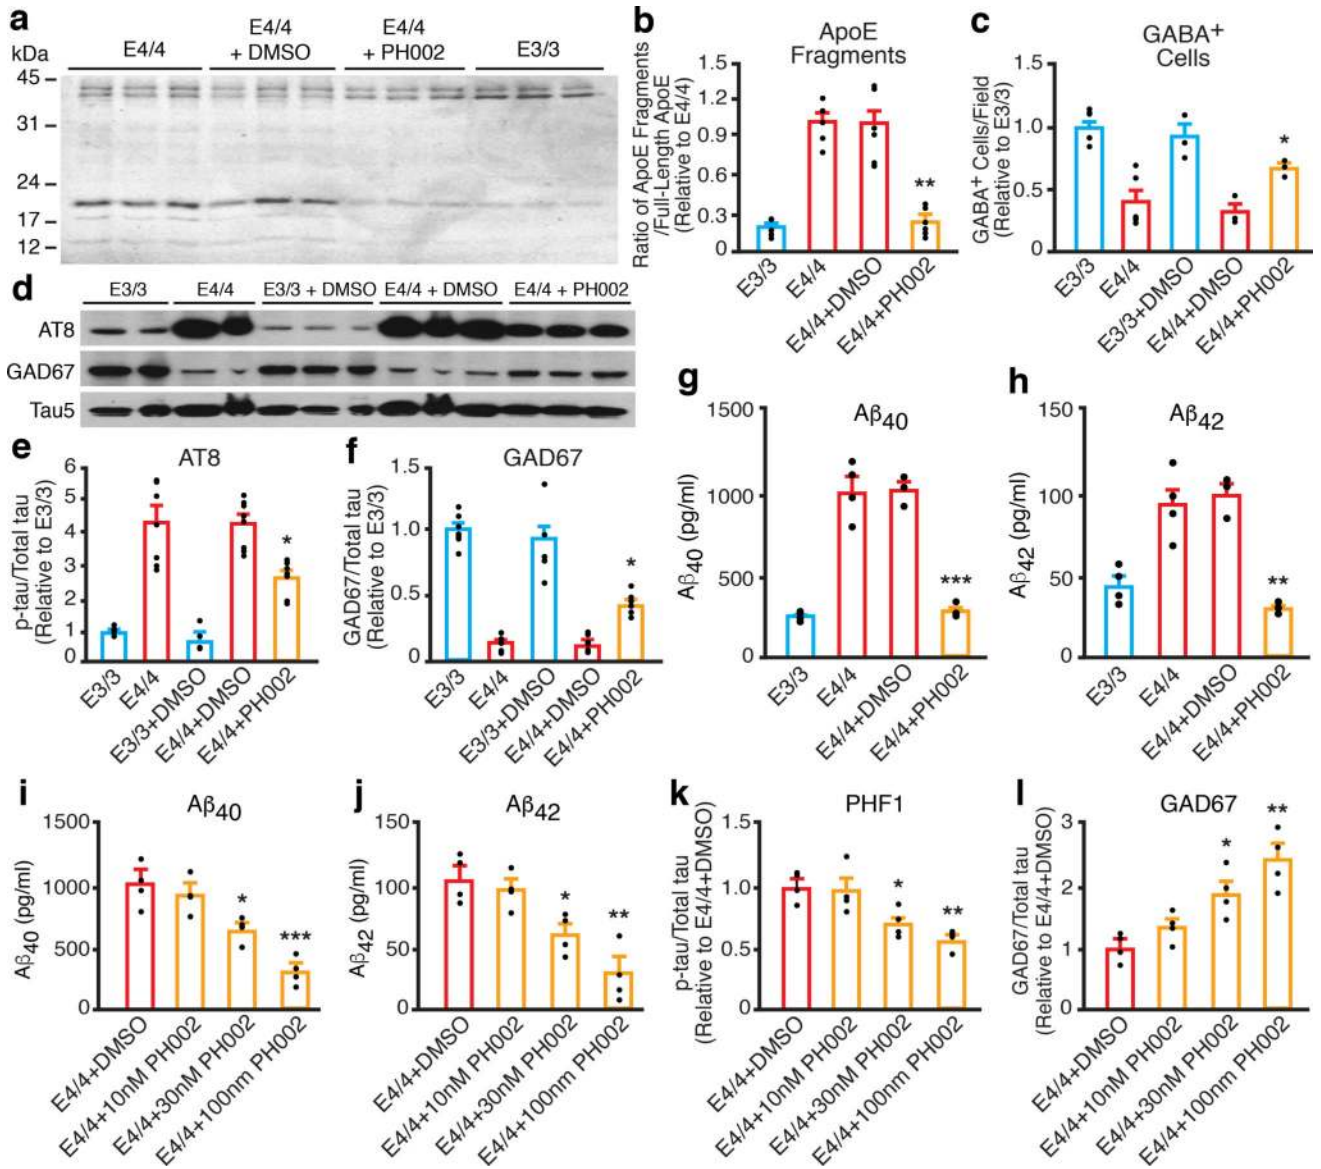 a
kDa
E4/4
E4/4
+ DMSO
E4/4
+ PH002
E3/3
45
31
24
17
12
b
ApoE
Fragments
Ratio of ApoE Fragments
/Full-Length ApoE
(Relative to E4/4)
1.5
1.2
0.9
0.6
0.3
0
**
E3/3
E4/4
E4/4+DMSO
E4/4+PH002
c
GABA+
Cells
GABA+ Cells/Field
(Relative to E3/3)
1.5
1.0
0.5
0
*
E3/3
E4/4
E3/3+DMSO
E4/4+DMSO
E4/4+PH002
d
E3/3
E4/4
E3/3 + DMSO
E4/4 + DMSO
E4/4 + PH002
AT8
GAD67
Tau5
e
AT8
p-tau/Total tau
(Relative to E3/3)
6
5
4
3
2
1
0
*
E3/3
E4/4
E3/3+DMSO
E4/4+DMSO
E4/4+PH002
f
GAD67
GAD67/Total tau
(Relative to E3/3)
1.5
1.0
0.5
0
*
E3/3
E4/4
E3/3+DMSO
E4/4+DMSO
E4/4+PH002
g
Aβ40
Aβ40 (pg/ml)
1500
1000
500
0
***
E3/3
E4/4
E4/4+DMSO
E4/4+PH002
h
Aβ42
Aβ42 (pg/ml)
150
100
50
0
**
E3/3
E4/4
E4/4+DMSO
E4/4+PH002
i
Aβ40
Aβ40 (pg/ml)
1500
1000
500
0
*
***
E4/4+DMSO
E4/4+10nM PH002
E4/4+30nM PH002
E4/4+100nm PH002
j
Aβ42
Aβ42 (pg/ml)
150
100
50
0
*
**
E4/4+DMSO
E4/4+10nM PH002
E4/4+30nM PH002
E4/4+100nm PH002
k
PHF1
p-tau/Total tau
(Relative to E4/4+DMSO)
1.5
1.0
0.5
0
*
**
E4/4+DMSO
E4/4+10nM PH002
E4/4+30nM PH002
E4/4+100nm PH002
l
GAD67
GAD67/Total tau
(Relative to E4/4+DMSO)
3
2
1
0
*
**
E4/4+DMSO
E4/4+10nM PH002
E4/4+30nM PH002
E4/4+100nm PH002